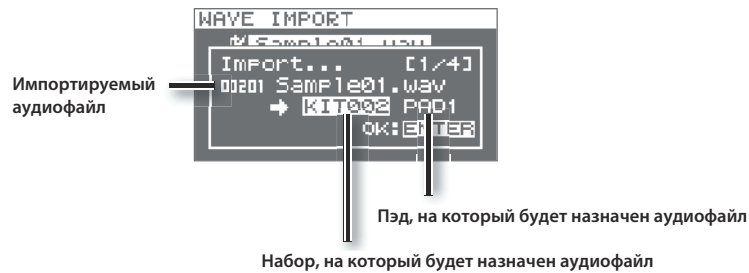 WAVE IMPORT
Sample01.wav
Import... [1/4]
Импортируемый аудиофайл
00201 Sample01.wav
➔ KIT002 PAD1
OK:ENTER
Пэд, на который будет назначен аудиофайл
Набор, на который будет назначен аудиофайл